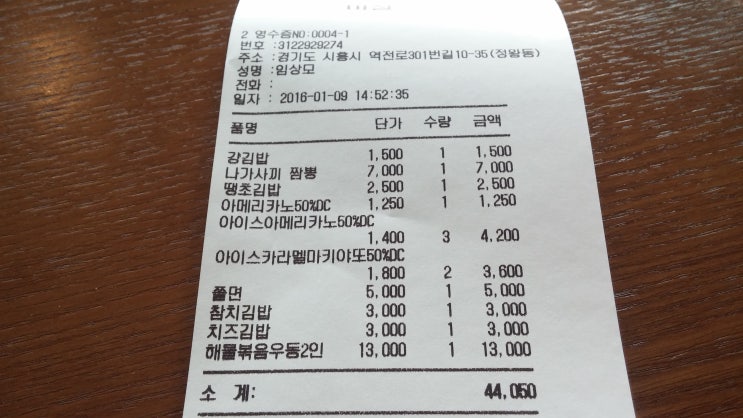 2 영수증NO:0004-1
번호 :3122929274
주소 :경기도 시흥시 역전로301번길10-35(정왕동)
성명 :임상모
전화 :
일자 : 2016-01-09 14:52:35
품명 단가 수량 금액
강김밥 1,500 1 1,500
나가사끼 짬뽕 7,000 1 7,000
땡초김밥 2,500 1 2,500
아메리카노50%DC 1,250 1 1,250
아이스아메리카노50%DC
1,400 3 4,200
아이스카라멜마키야또50%DC
1,800 2 3,600
쫄면 5,000 1 5,000
참치김밥 3,000 1 3,000
치즈김밥 3,000 1 3,000
해물볶음우동2인 13,000 1 13,000
소 계: 44,050